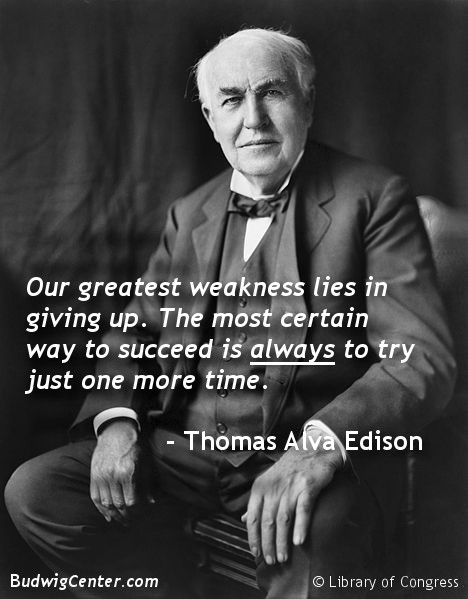 Our greatest weakness lies in
giving up. The most certain
way to succeed is always to try
just one more time.
- Thomas Alva Edison
BudwigCenter.com
© Library of Congress